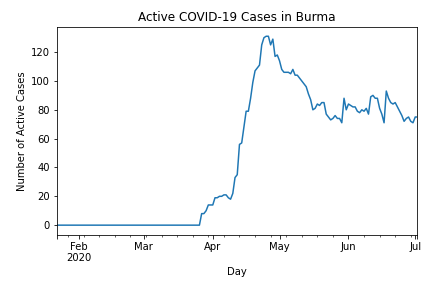 Active COVID-19 Cases in Burma
Number of Active Cases
120
100
80
60
40
20
0
Feb
2020
Mar
Apr
May
Jun
Jul
Day